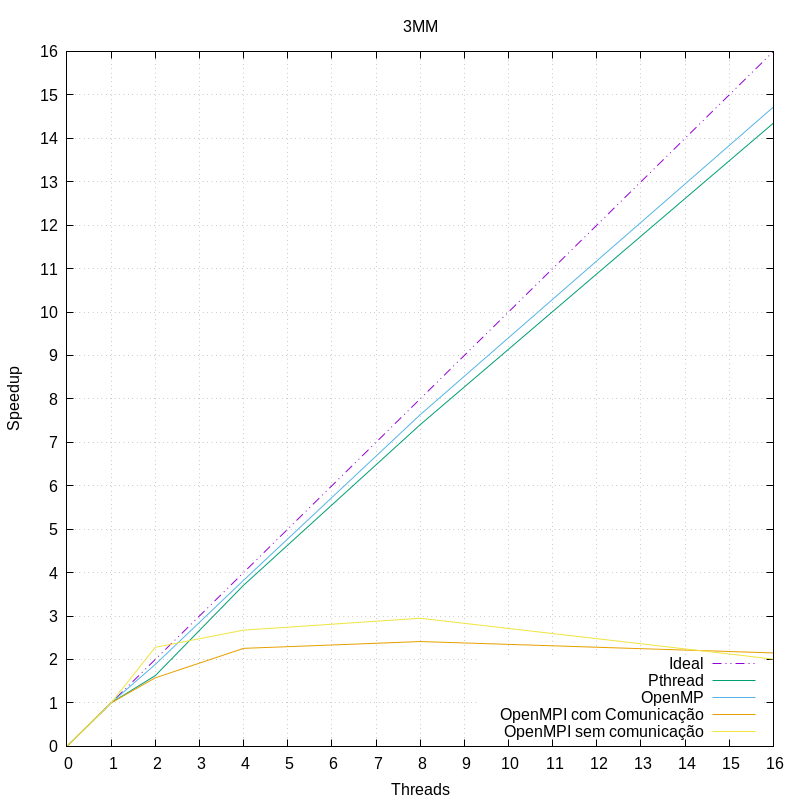 3MM
16
15
14
13
12
11
10
9
8
7
6
5
4
3
2
1
0
Speedup
Ideal
Pthread
OpenMP
OpenMPI com Comunicação
OpenMPI sem comunicação
0 1 2 3 4 5 6 7 8 9 10 11 12 13 14 15 16
Threads